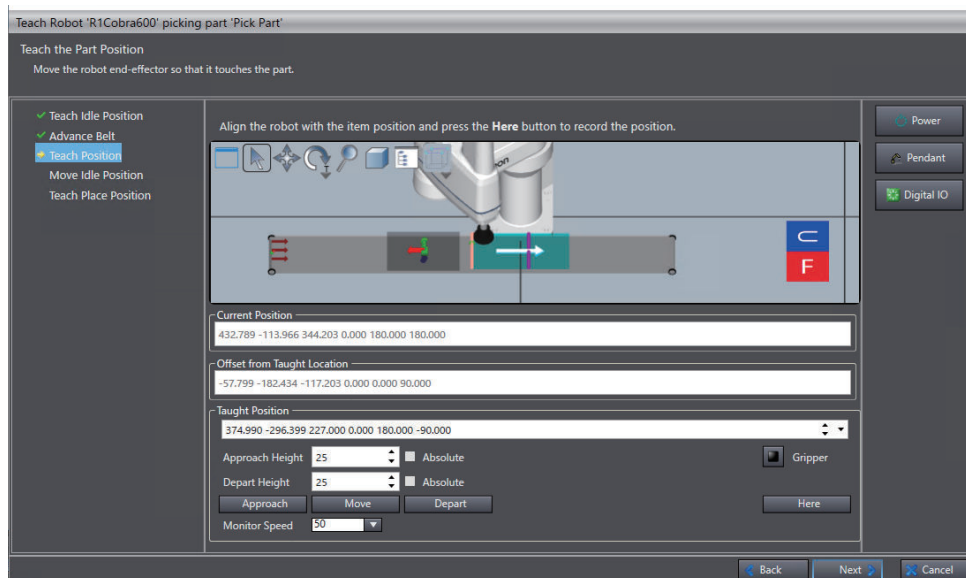 Teach Robot 'R1Cobra600' picking part 'Pick Part'
Teach the Part Position
Move the robot end-effector so that it touches the part.
Teach Idle Position
Advance Belt
Teach Position
Move Idle Position
Teach Place Position
Align the robot with the item position and press the Here button to record the position.
on
F
Current Position
432.789 -113.966 344.203 0.000 180.000 180.000
Offset from Taught Location
-57.799 -182.434 -117.203 0.000 0.000 90.000
Taught Position
374.990 -296.399 227.000 0.000 180.000 -90.000
Approach Height 25 Absolute Gripper
Depart Height 25 Absolute
Approach Move Depart Here
Monitor Speed 50
Power
Pendant
Digital IO
Back Next Cancel